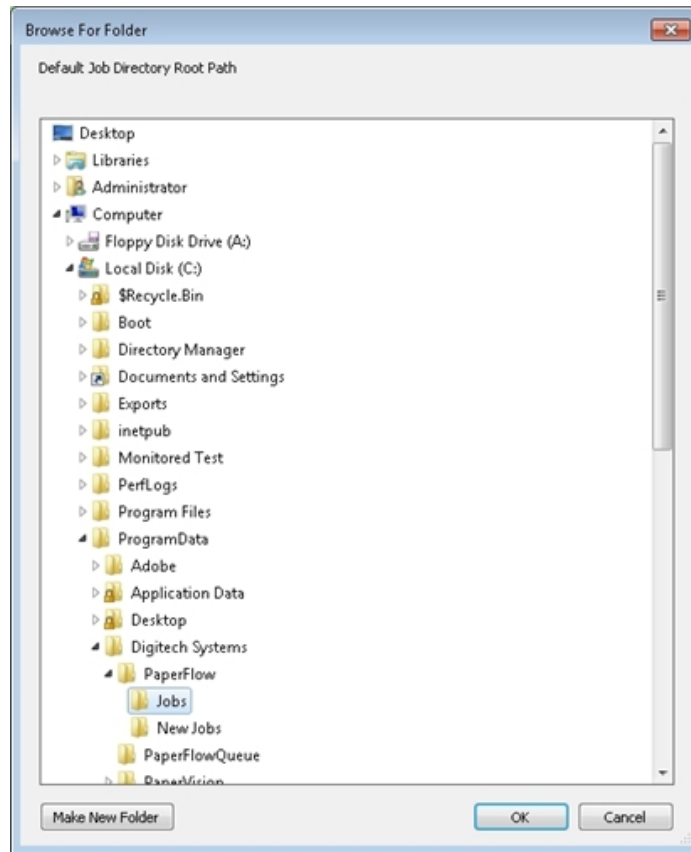 Browse For Folder
Default Job Directory Root Path
Desktop
Libraries
Administrator
Computer
Floppy Disk Drive (A:)
Local Disk (C:)
$Recycle.Bin
Boot
Directory Manager
Documents and Settings
Exports
inetpub
Monitored Test
PerfLogs
Program Files
ProgramData
Adobe
Application Data
Desktop
Digitech Systems
PaperFlow
Jobs
New Jobs
PaperFlowQueue
PaperVision
Make New Folder
OK
Cancel